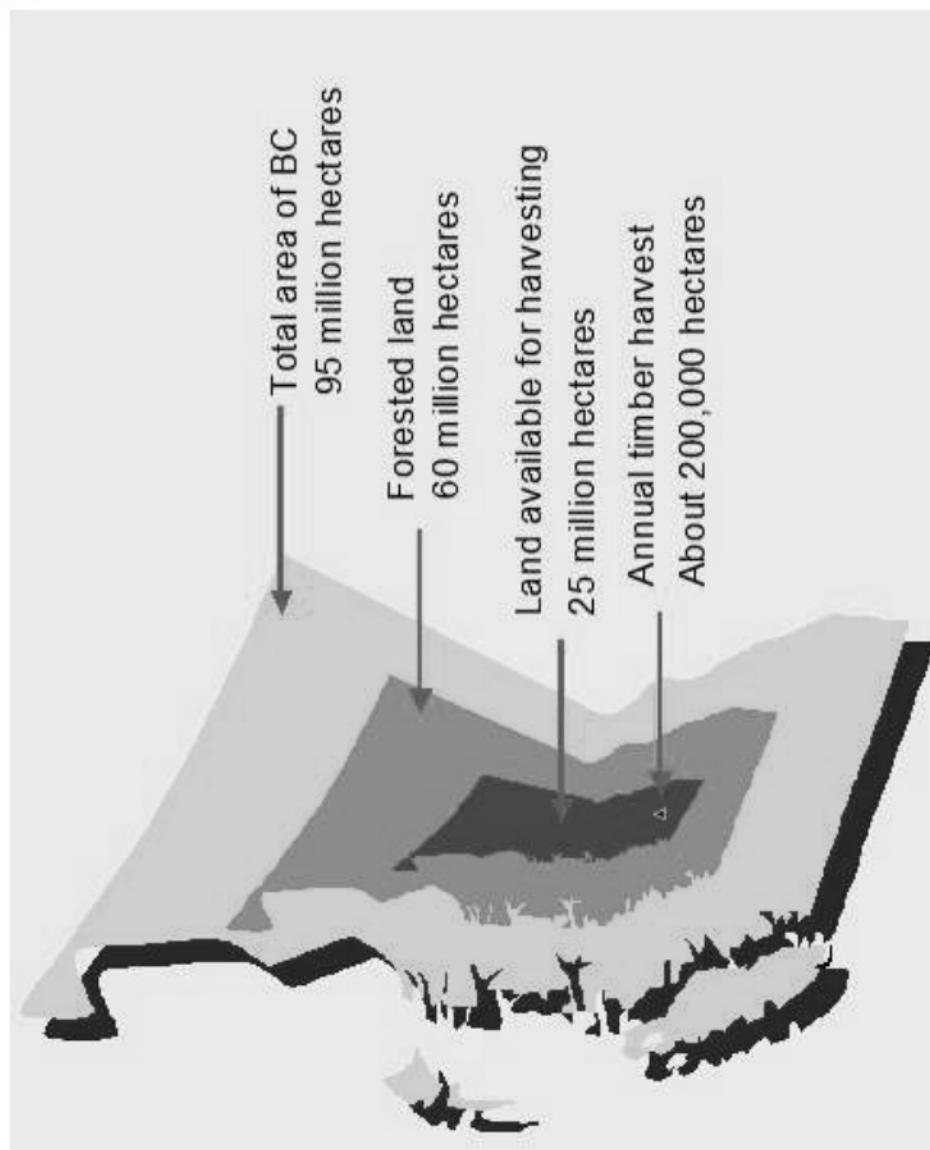 Total area of BC
95 million hectares
Forested land
60 million hectares
Land available for harvesting
25 million hectares
Annual timber harvest
About 200,000 hectares